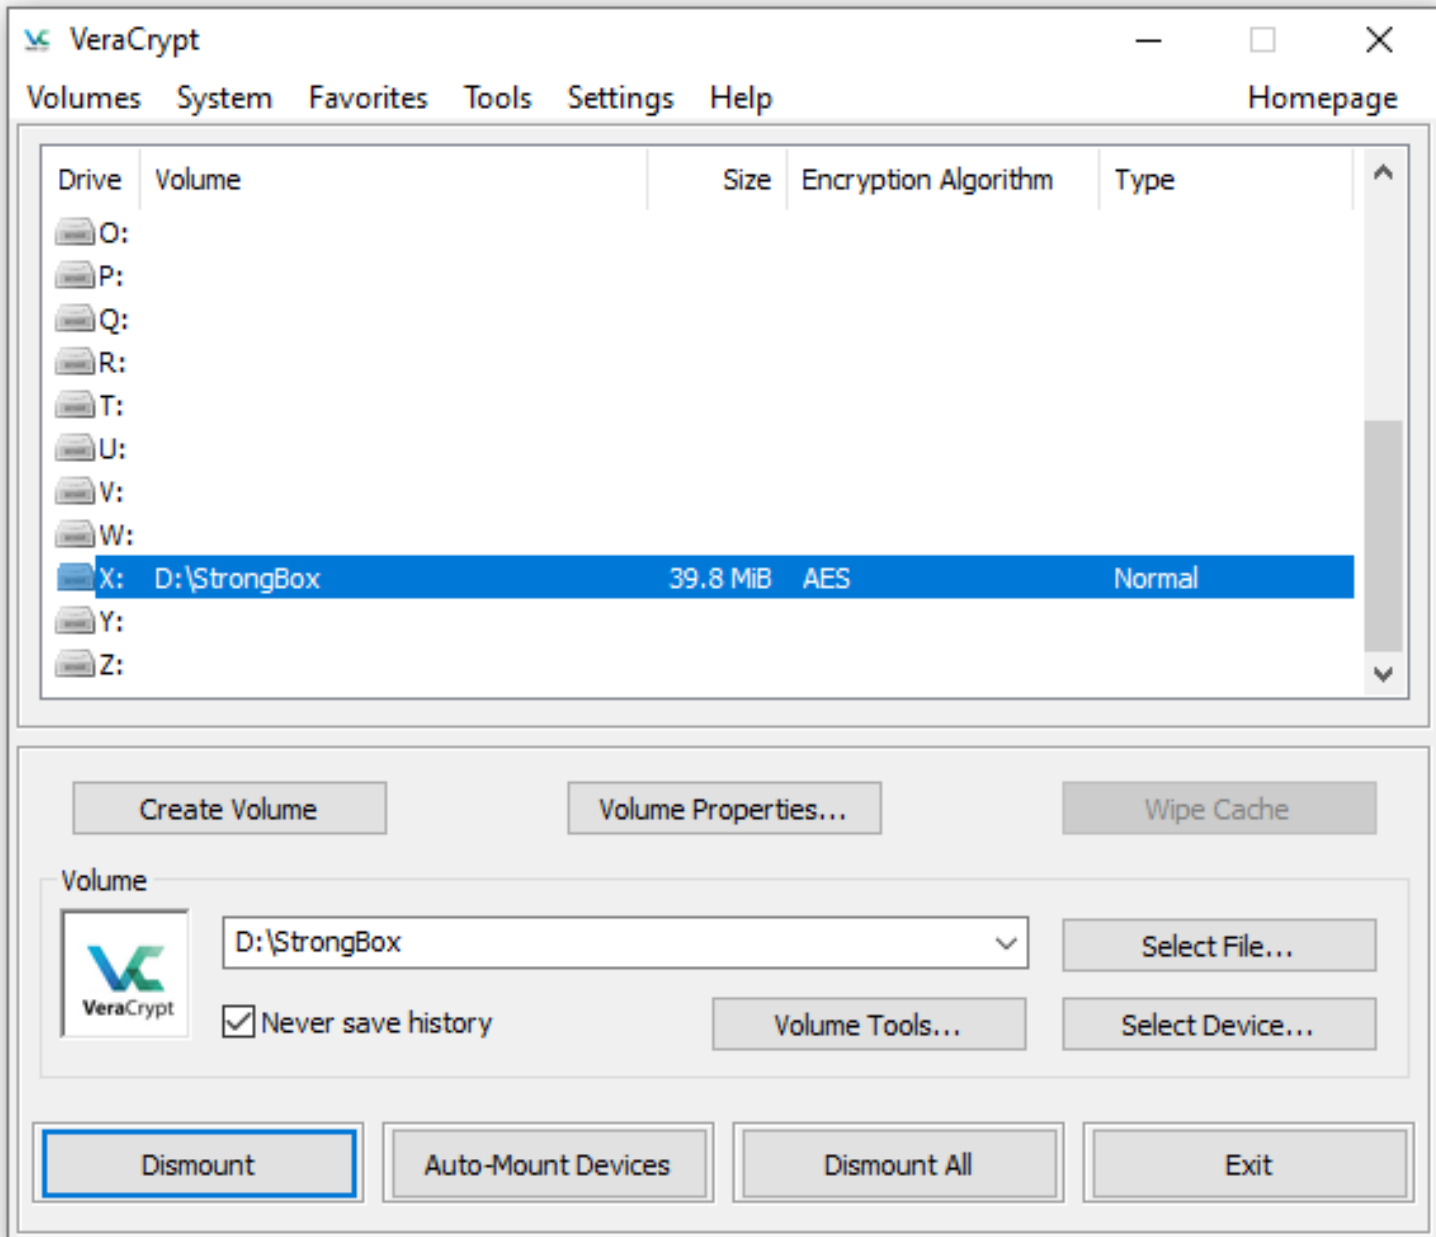 VeraCrypt
Volumes System Favorites Tools Settings Help Homepage
Drive Volume Size Encryption Algorithm Type
O:
P:
Q:
R:
T:
U:
V:
W:
X: D:\StrongBox 39.8 MiB AES Normal
Y:
Z:
Create Volume Volume Properties... Wipe Cache
Volume
D:\StrongBox Select File...
VeraCrypt
Never save history Volume Tools... Select Device...
Dismount Auto-Mount Devices Dismount All Exit